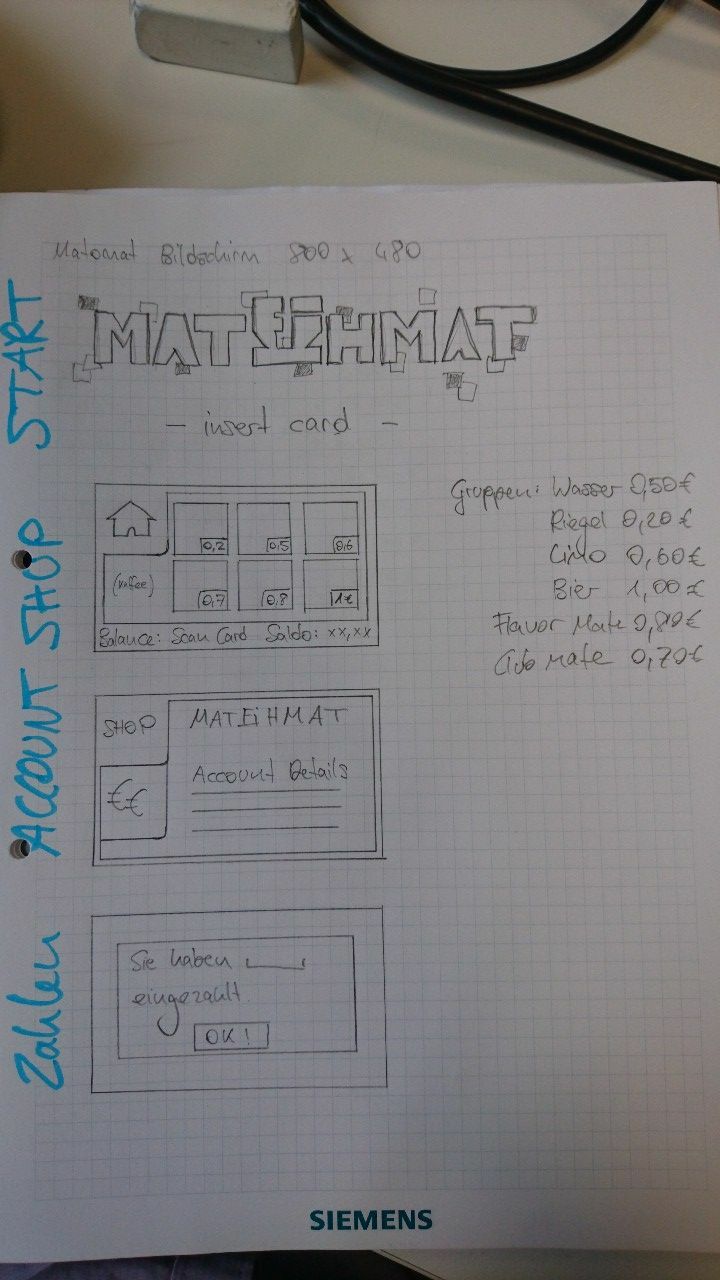 Matomat Bildschirm 800 x 480
START
MATEiHMAT
- insert card -
SHOP
0,2 0,5 0,6
(Kaffee)
0,7 0,8 1€
Balance: Scan Card Saldo: xx,xx
Gruppen: Wasser 0,50€
Riegel 0,20€
0,60€
Bier 1,00€
Flavor Mate 0,80€
Club Mate 0,70€
ACCOUNT
SHOP
MATEiHMAT
€€
Account Details
Zahlen
Sie haben
eingezahlt.
OK!
SIEMENS